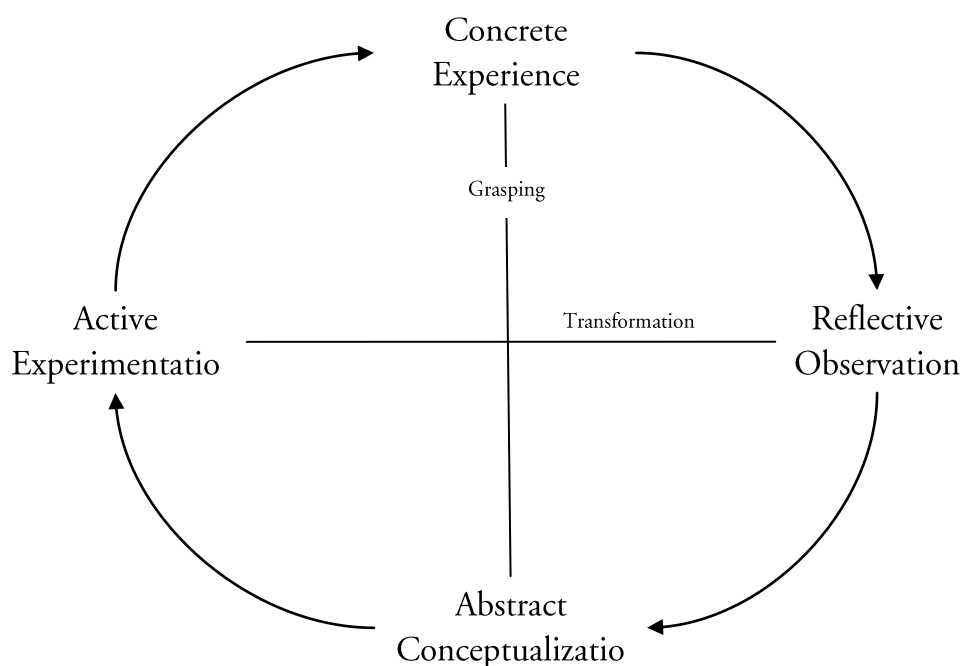 Concrete
Experience
Grasping
Transformation
Active
Experimentatio
Reflective
Observation
Abstract
Conceptualizatio